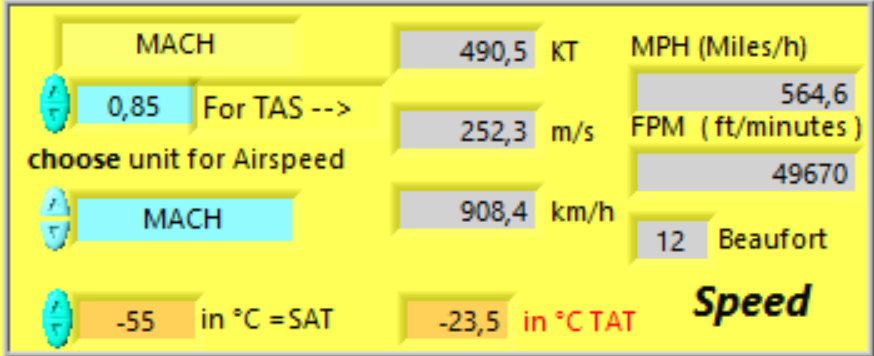 MACH
490,5 KT
MPH (Miles/h)
0,85 For TAS -->
564,6
252,3 m/s
FPM ( ft/minutes )
choose unit for Airspeed
49670
MACH
908,4 km/h
12 Beaufort
-55 in °C =SAT
-23,5 in °C TAT
Speed